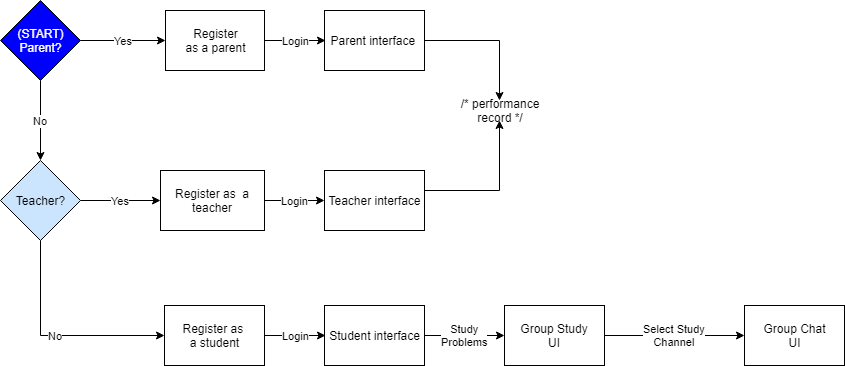 (START)
Parent?
Yes
Register
as a parent
Login
Parent interface
/* performance
record */
No
Teacher?
Yes
Register as  a
teacher
Login
Teacher interface
No
Register as
a student
Login
Student interface
Study
Problems
Group Study
UI
Select Study
Channel
Group Chat
UI